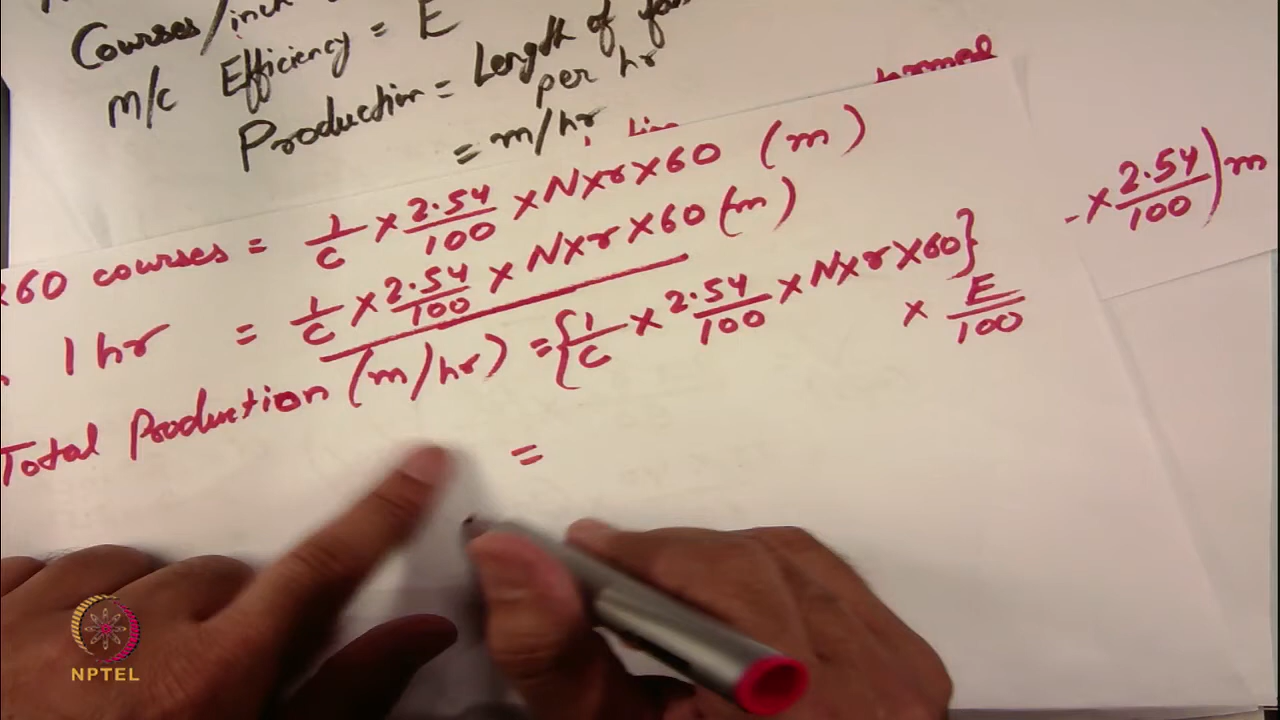 Courses/inch
m/c Efficiency = E
Production = Length of
per hr
= m/hr
x60 courses = 1/c × 2.54/100 × N×r×60 (m)
1 hr = 1/c × 2.54/100 × N×r×60 (m)
Total Production (m/hr) = {1/c × 2.54/100 × N×r×60} × E/100
=
× 2.54/100) m
NPTEL